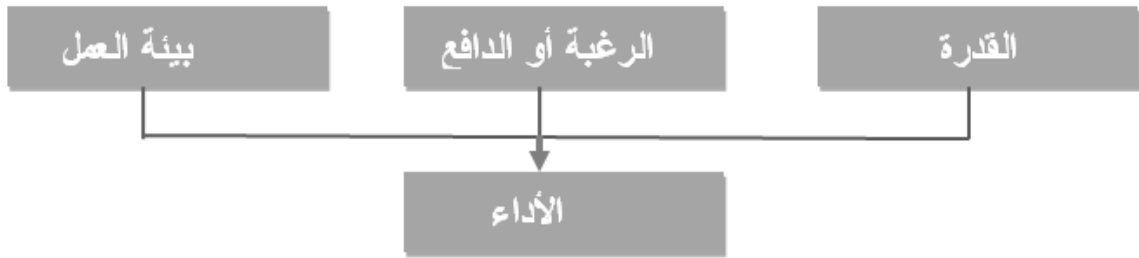 القدرة
الرغبة أو الدافع
بيئة العمل
الأداء